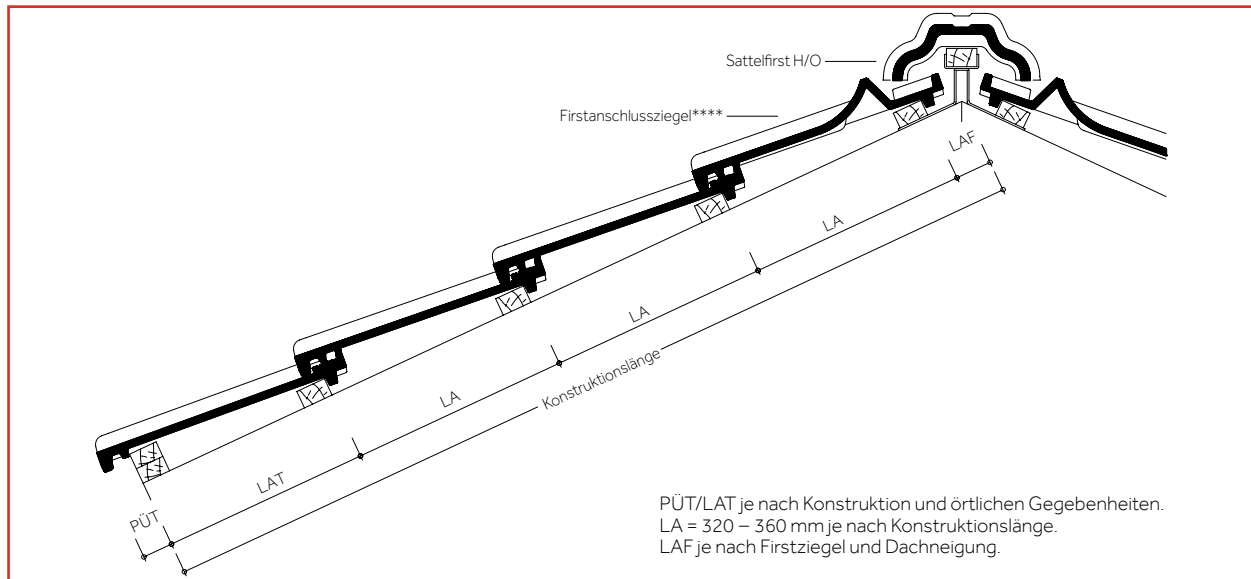 Sattelfirst H/O
Firstanschlussziegel****
LAF
LA
LA
LA
Konstruktionslänge
LAT
PÜT
PÜT/LAT je nach Konstruktion und örtlichen Gegebenheiten.
LA = 320 – 360 mm je nach Konstruktionslänge.
LAF je nach Firstziegel und Dachneigung.